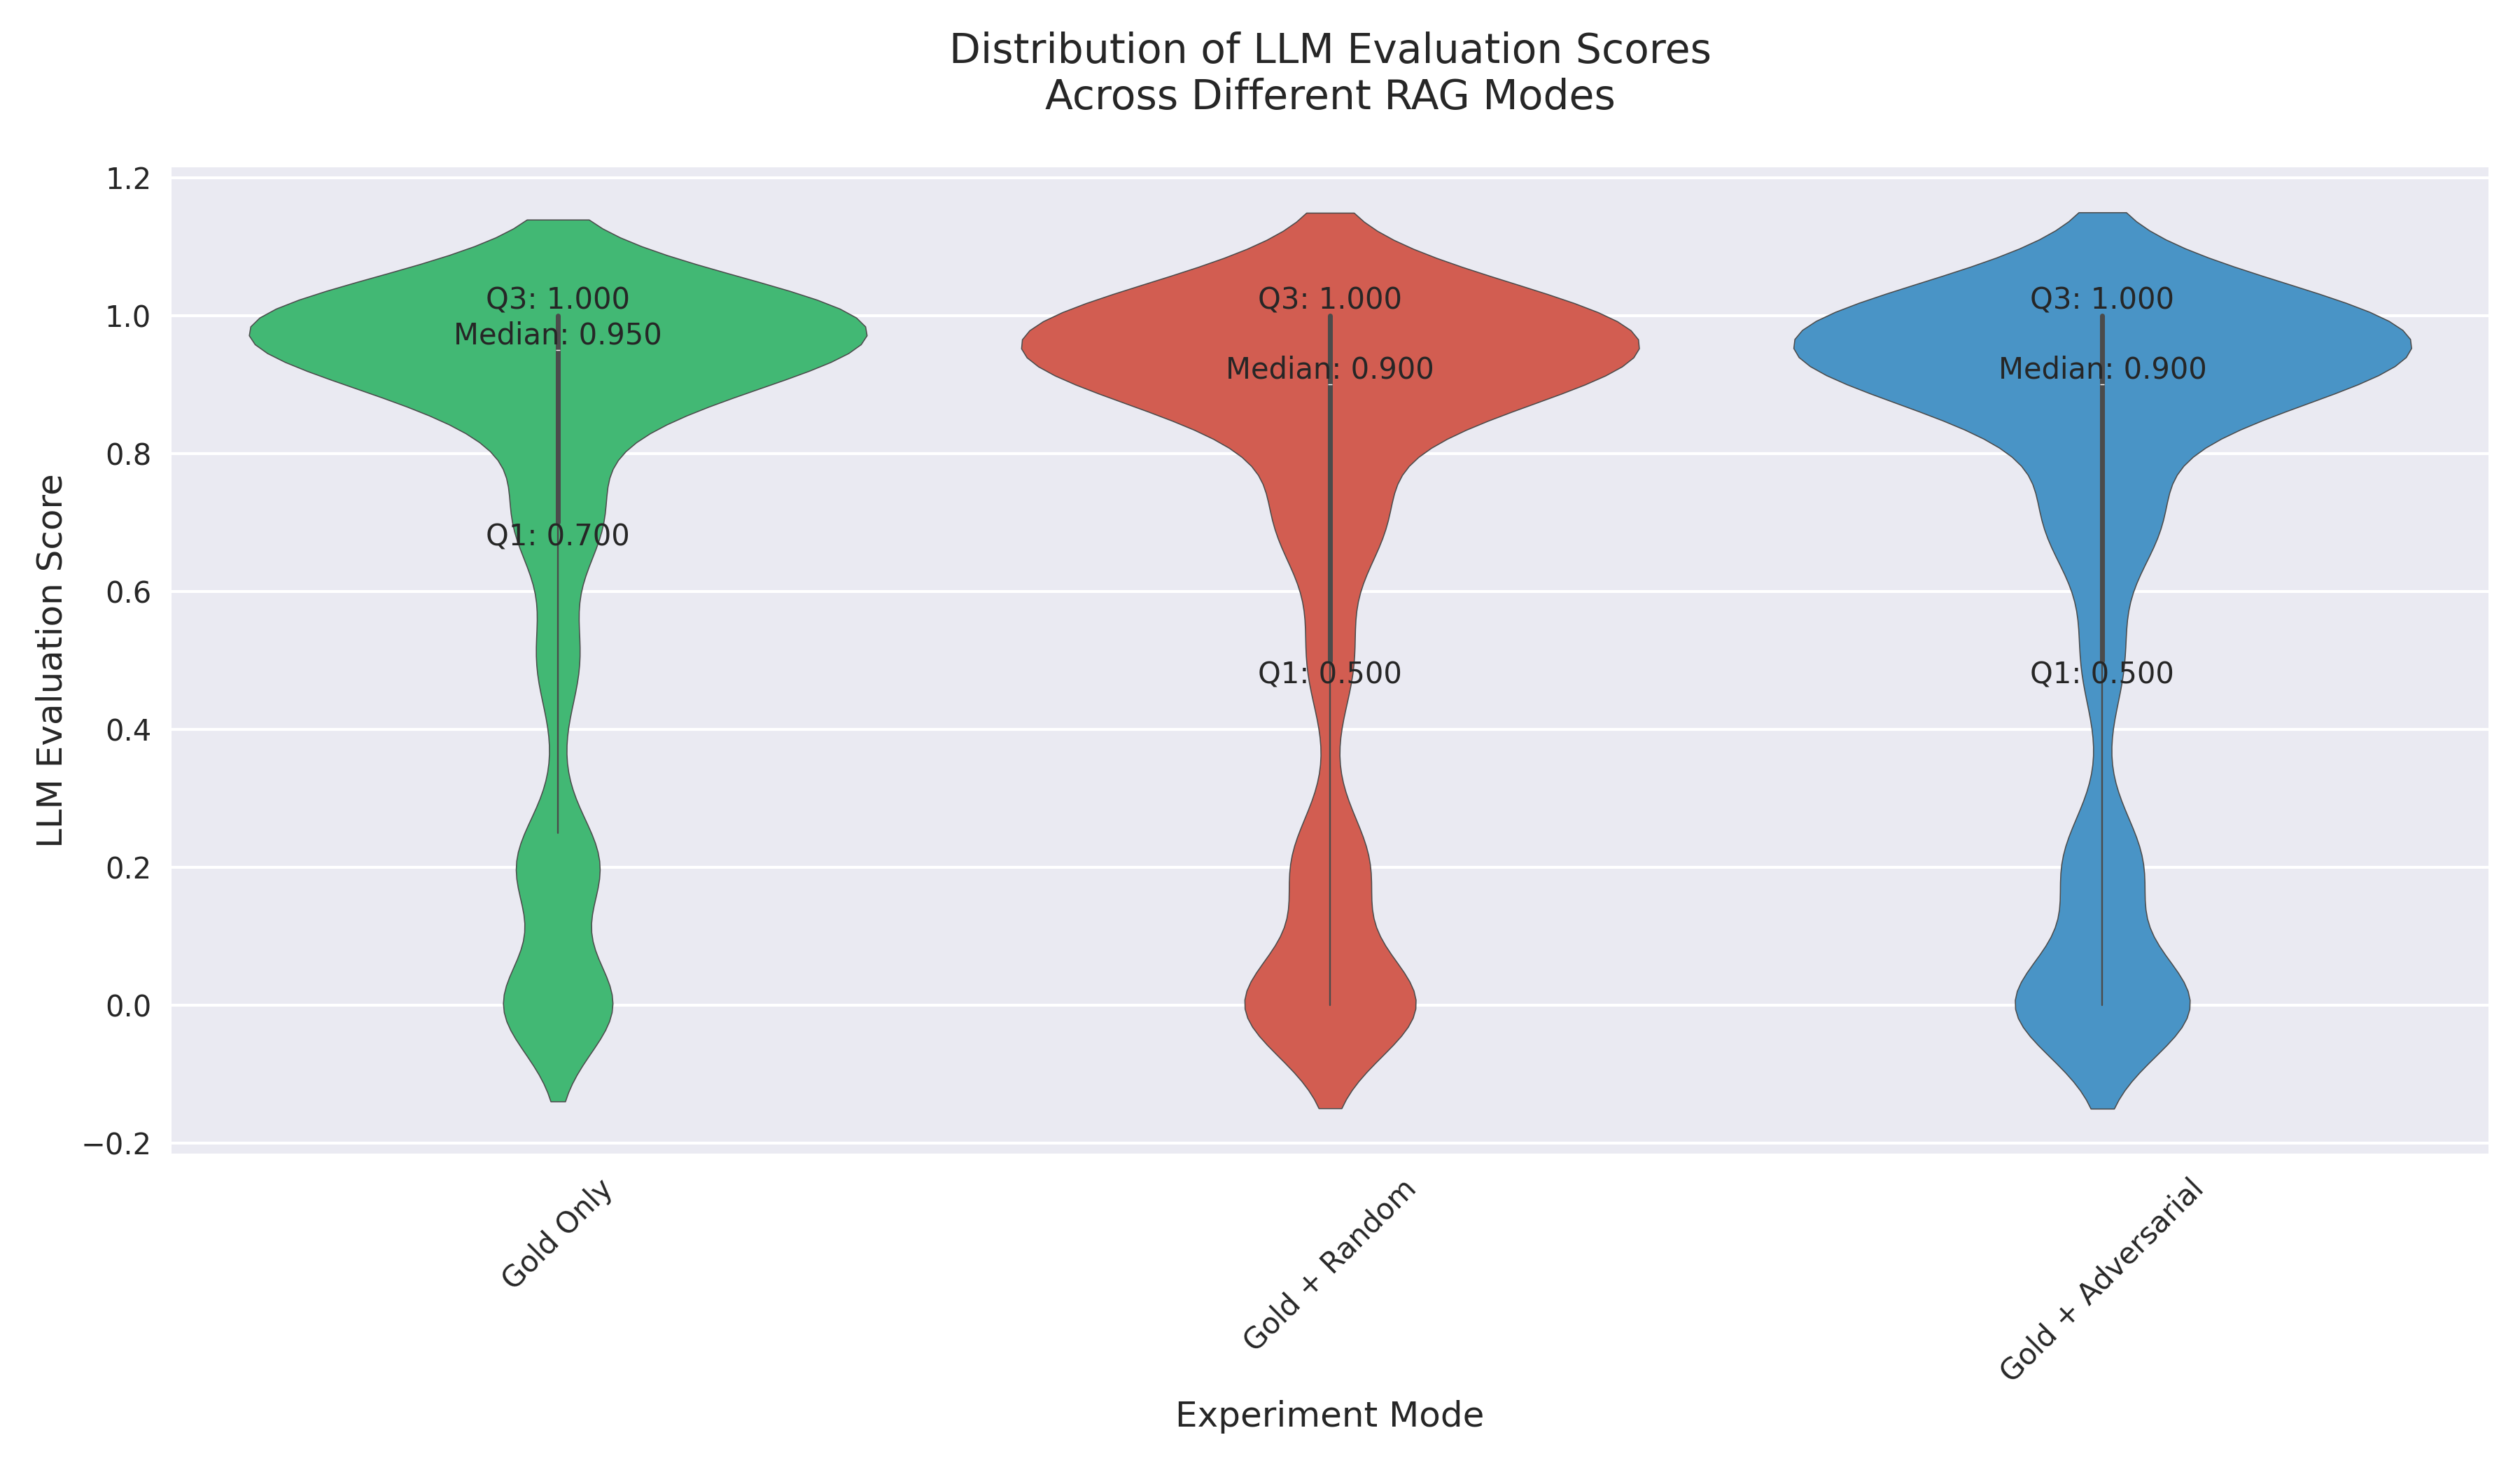 Distribution of LLM Evaluation Scores
Across Different RAG Modes
LLM Evaluation Score
1.2
1.0
0.8
0.6
0.4
0.2
0.0
−0.2
Q3: 1.000
Median: 0.950
Q1: 0.700
Q3: 1.000
Median: 0.900
Q1: 0.500
Q3: 1.000
Median: 0.900
Q1: 0.500
Gold Only
Gold + Random
Gold + Adversarial
Experiment Mode